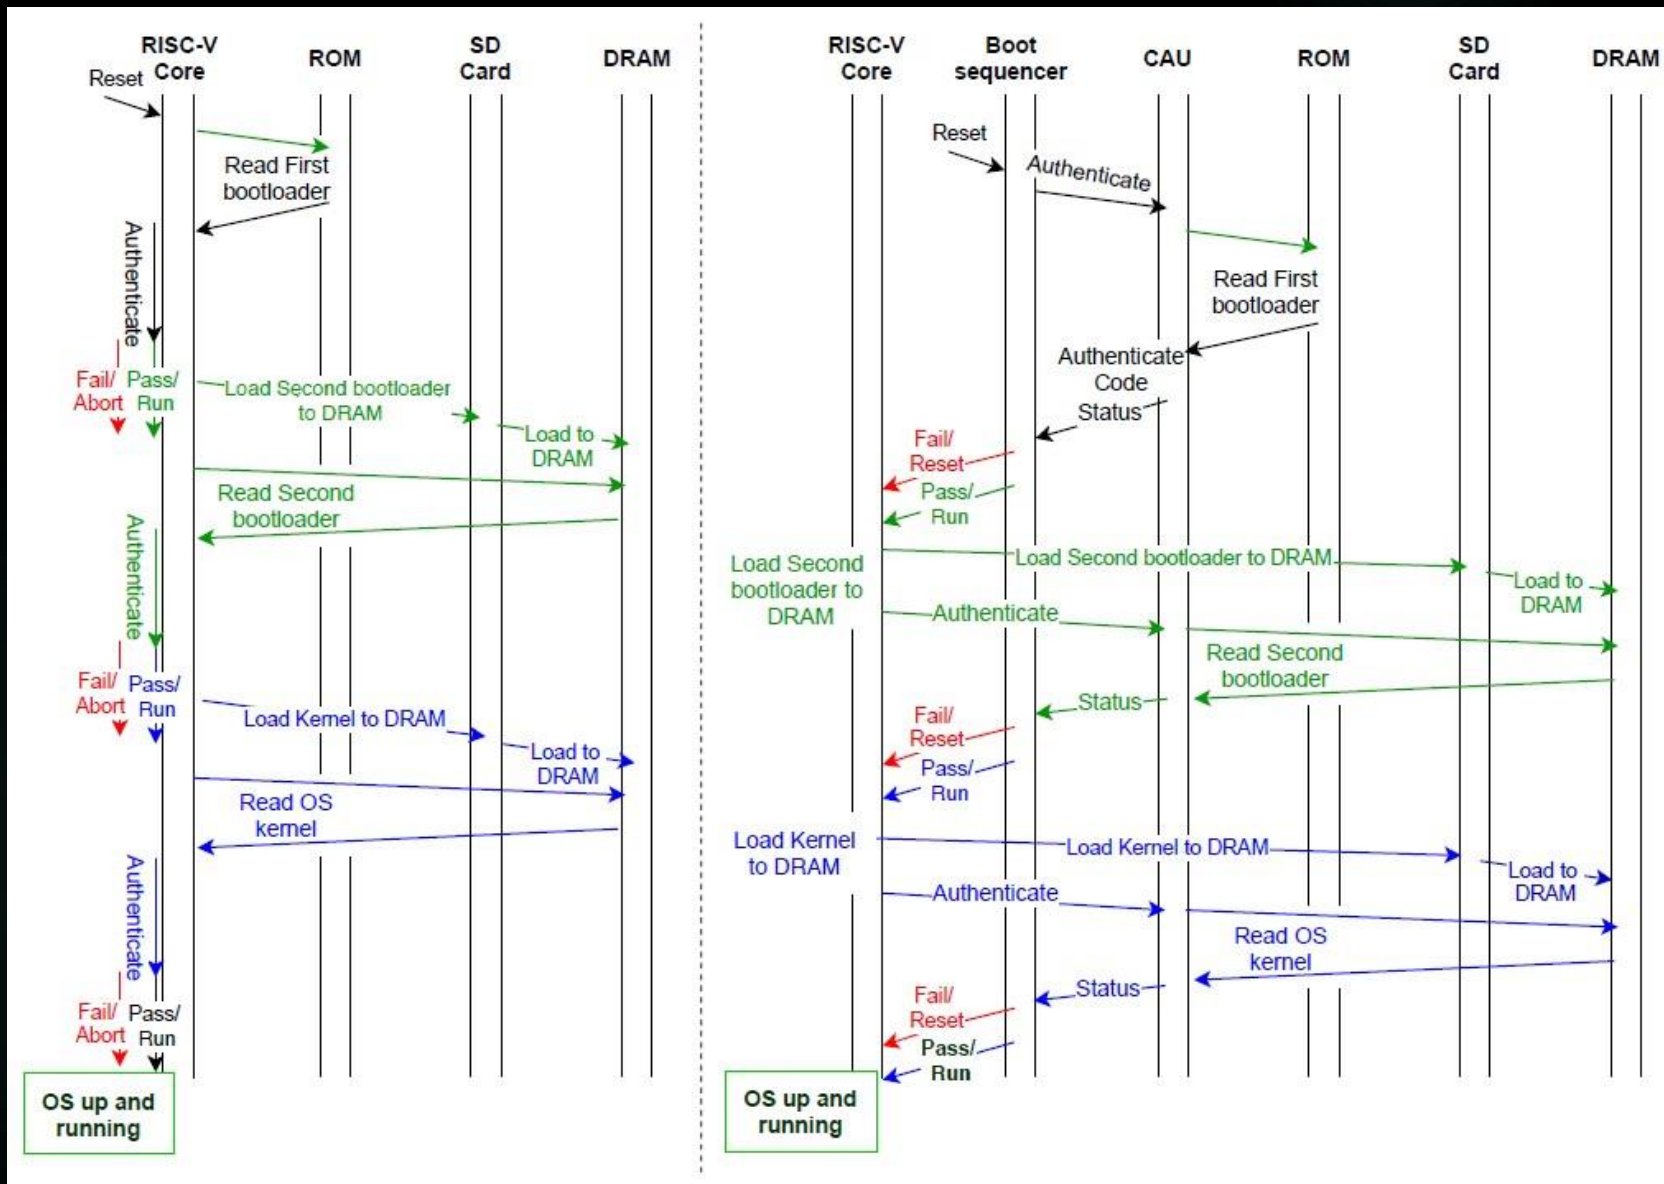 RISC-V
Core
ROM
SD
Card
DRAM
Reset
Read First
bootloader
Authenticate
Fail/
Abort
Pass/
Run
Load Second bootloader
to DRAM
Load to
DRAM
Read Second
bootloader
Authenticate
Fail/
Abort
Pass/
Run
Load Kernel to DRAM
Load to
DRAM
Read OS
kernel
Authenticate
Fail/
Abort
Pass/
Run
OS up and
running
RISC-V
Core
Boot
sequencer
CAU
ROM
SD
Card
DRAM
Reset
Authenticate
Read First
bootloader
Authenticate
Code
Status
Fail/
Reset
Pass/
Run
Load Second
bootloader to
DRAM
Load Second bootloader to DRAM
Load to
DRAM
Authenticate
Read Second
bootloader
Status
Fail/
Reset
Pass/
Run
Load Kernel
to DRAM
Load Kernel to DRAM
Load to
DRAM
Authenticate
Read OS
kernel
Status
Fail/
Reset
Pass/
Run
OS up and
running